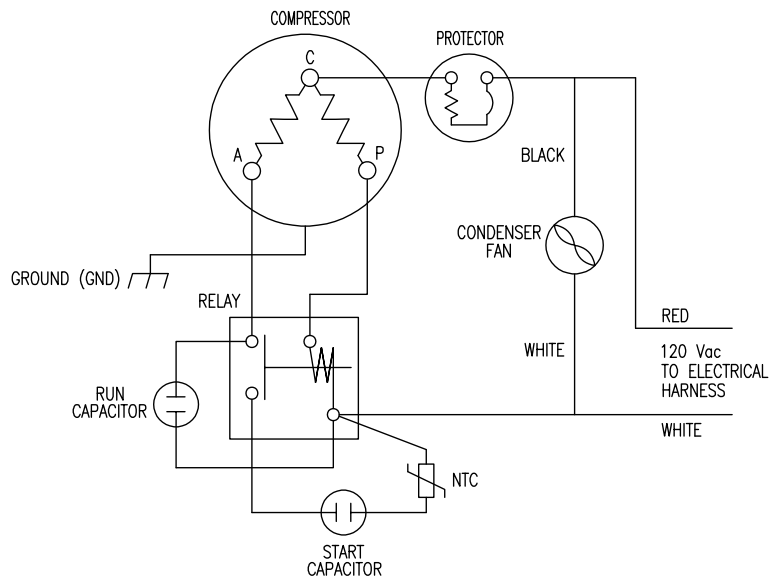 COMPRESSOR
PROTECTOR
C
A
P
BLACK
CONDENSER
FAN
GROUND (GND)
RELAY
RED
WHITE
120 Vac
TO ELECTRICAL
HARNESS
RUN
CAPACITOR
WHITE
NTC
START
CAPACITOR